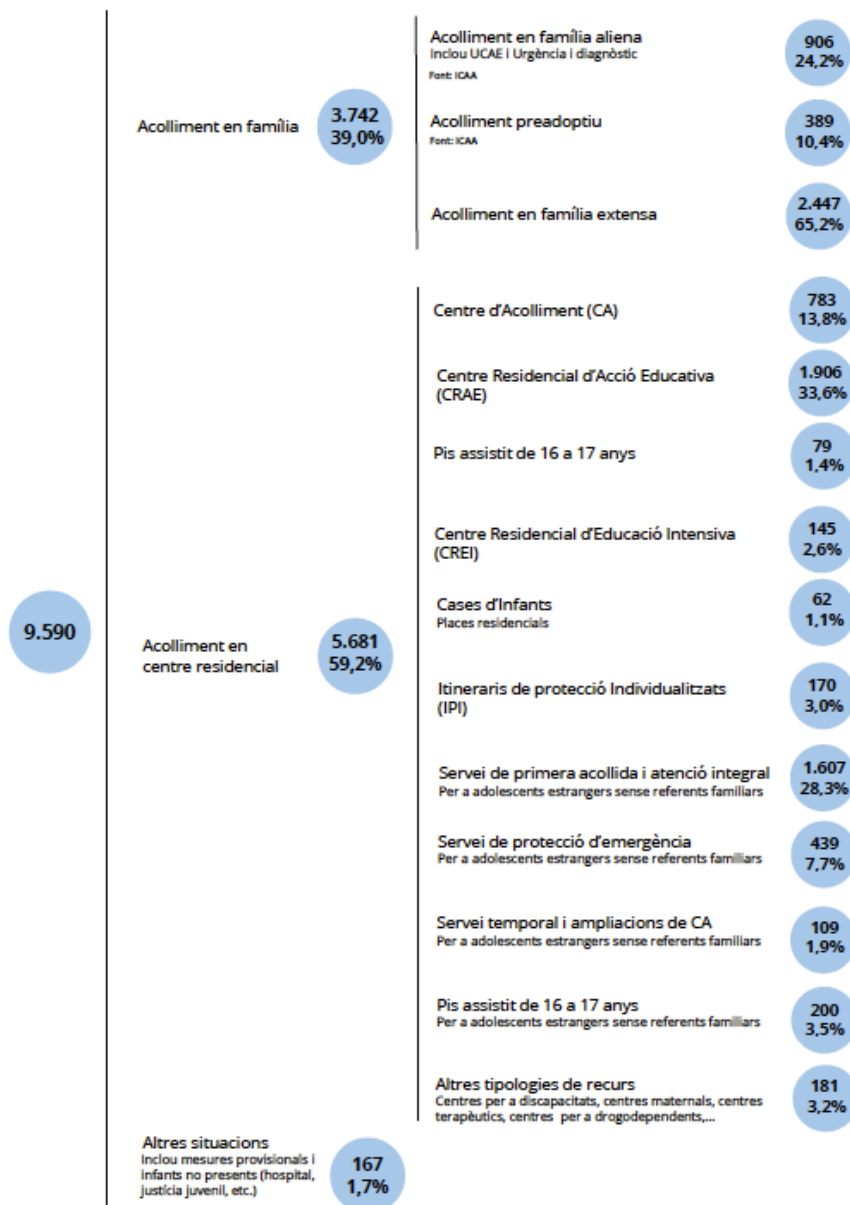 9.590
Acolliment en família
3.742
39,0%
Acolliment en família aliena
Inclou UCAE i Urgència i diagnòstic
Font: ICAA
906
24,2%
Acolliment preadoptiu
Font: ICAA
389
10,4%
Acolliment en família extensa
2.447
65,2%
Acolliment en
centre residencial
5.681
59,2%
Centre d'Acolliment (CA)
783
13,8%
Centre Residencial d'Acció Educativa
(CRAE)
1.906
33,6%
Pis assistit de 16 a 17 anys
79
1,4%
Centre Residencial d'Educació Intensiva
(CREI)
145
2,6%
Cases d'Infants
Places residencials
62
1,1%
Itineraris de protecció Individualitzats
(IPI)
170
3,0%
Servei de primera acollida i atenció integral
Per a adolescents estrangers sense referents familiars
1.607
28,3%
Servei de protecció d'emergència
Per a adolescents estrangers sense referents familiars
439
7,7%
Servei temporal i ampliacions de CA
Per a adolescents estrangers sense referents familiars
109
1,9%
Pis assistit de 16 a 17 anys
Per a adolescents estrangers sense referents familiars
200
3,5%
Altres tipologies de recurs
Centres per a discapacitats, centres maternals, centres
terapèutics, centres per a drogodependents,...
181
3,2%
Altres situacions
Inclou mesures provisionals i
infants no presents (hospital,
justícia juvenil, etc.)
167
1,7%